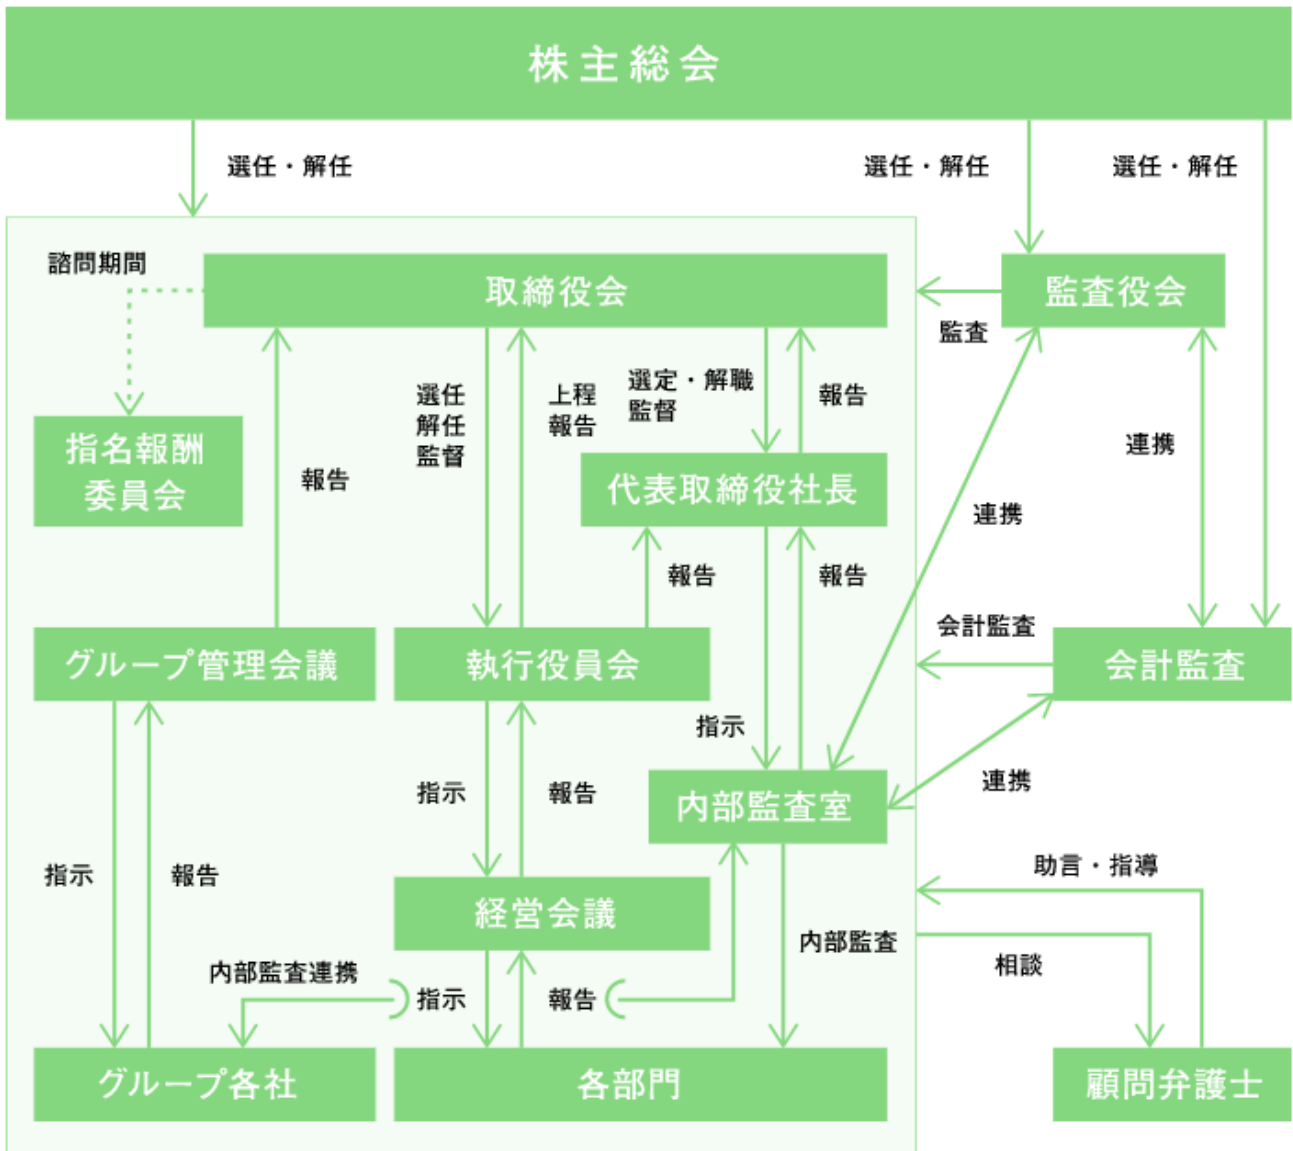 株主総会
選任・解任
選任・解任
選任・解任
諮問期間
取締役会
監査役会
監査
選任
解任
監督
上程
報告
選定・解職
監督
報告
指名報酬
委員会
報告
代表取締役社長
連携
連携
報告
報告
会計監査
グループ管理会議
執行役員会
会計監査
指示
指示
報告
内部監査室
連携
指示
報告
助言・指導
経営会議
内部監査
相談
内部監査連携
指示
報告
グループ各社
各部門
顧問弁護士